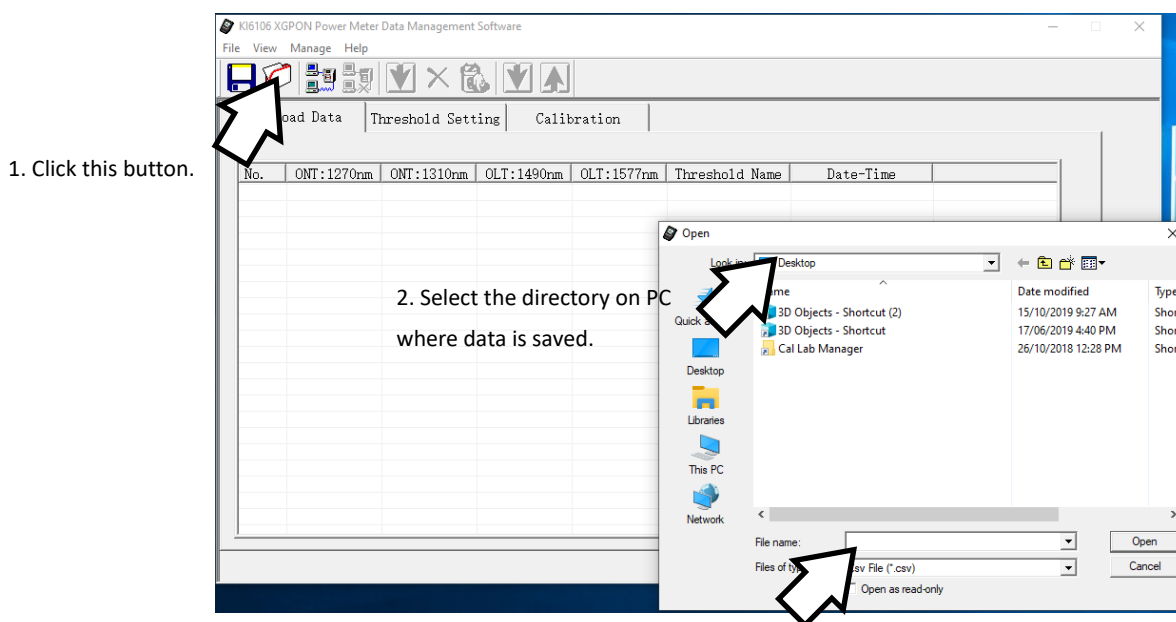 KI6106 XGPON Power Meter Data Management Software
File View Manage Help
oad Data Threshold Setting Calibration
1. Click this button.
No. ONT:1270nm ONT:1310nm OLT:1490nm OLT:1577nm Threshold Name Date-Time
Open
Look in: Desktop
2. Select the directory on PC
where data is saved.
Name Date modified Type
3D Objects - Shortcut (2) 15/10/2019 9:27 AM Shor
3D Objects - Shortcut 17/06/2019 4:40 PM Shor
Cal Lab Manager 26/10/2018 12:28 PM Shor
Quick
Desktop
Libraries
This PC
Network
File name: Open
Files of type: csv File (*.csv) Cancel
Open as read-only